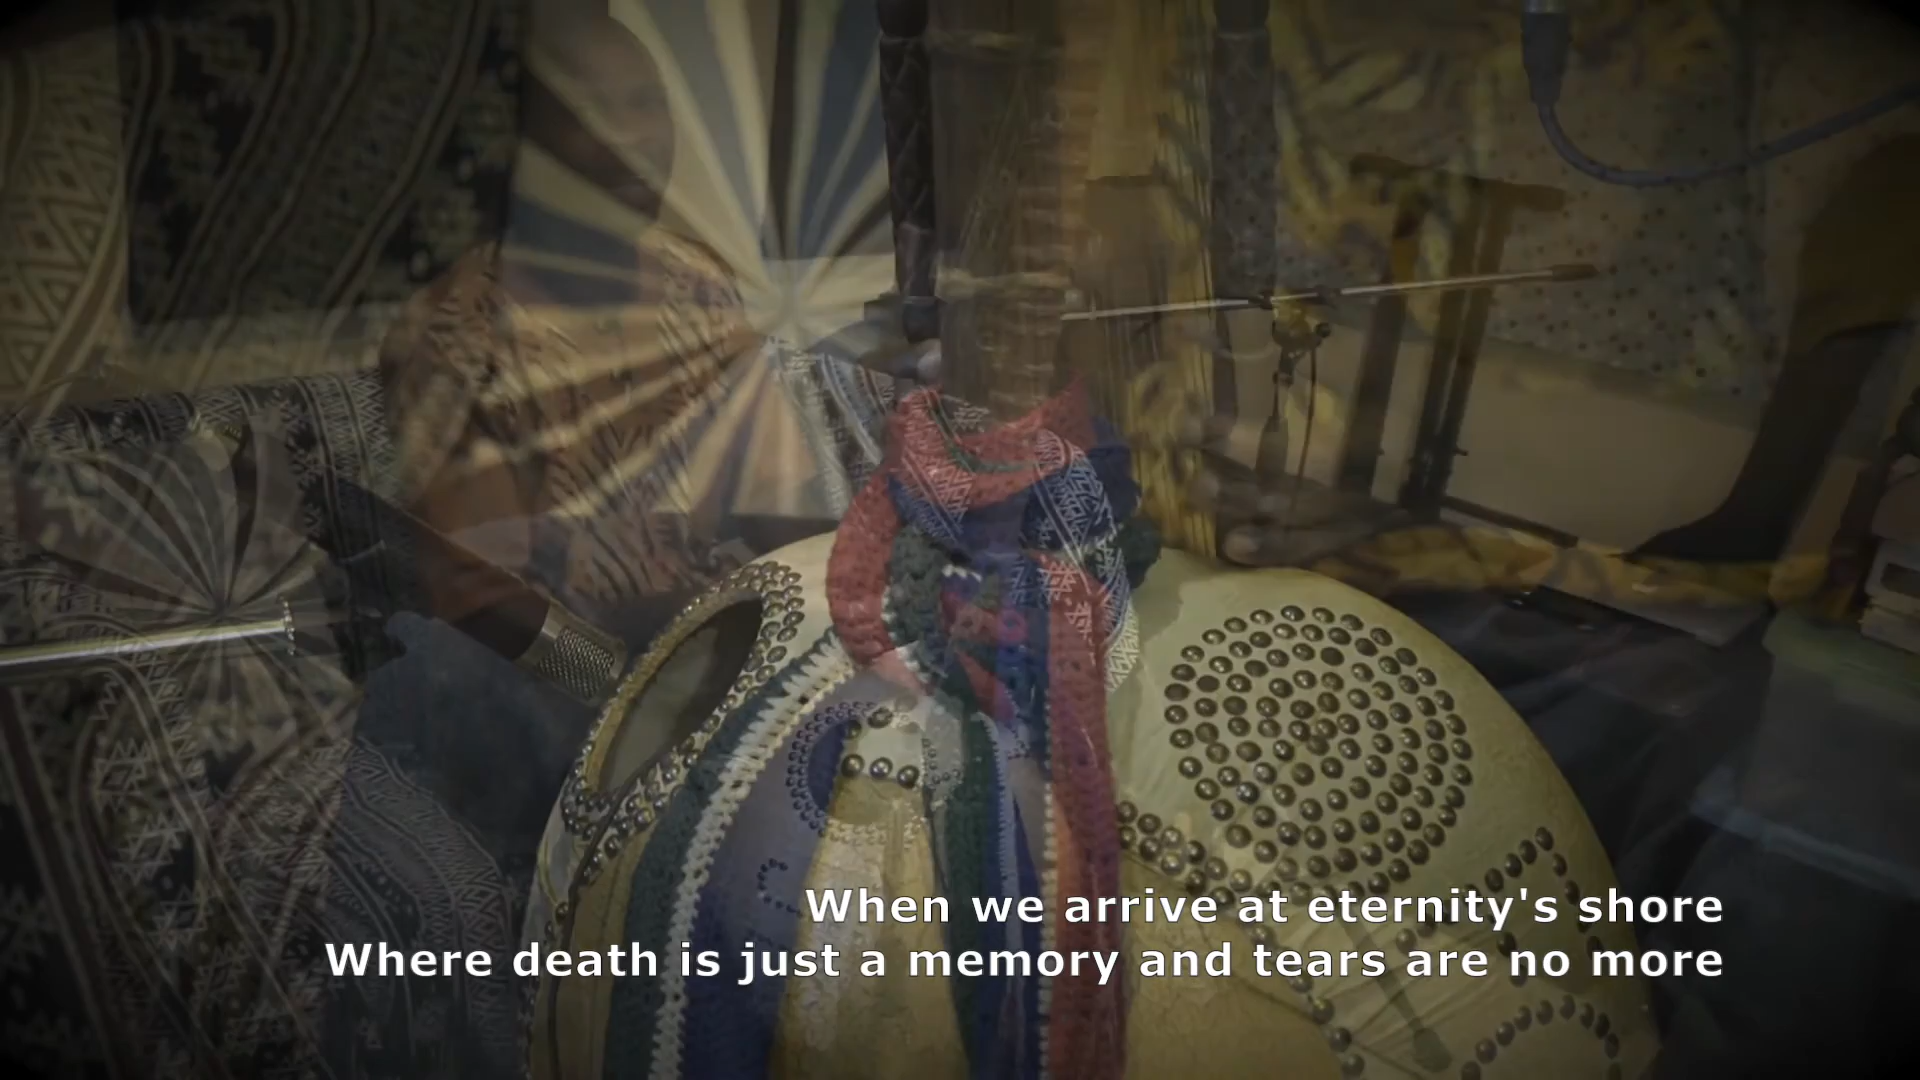 When we arrive at eternity's shore
Where death is just a memory and tears are no more